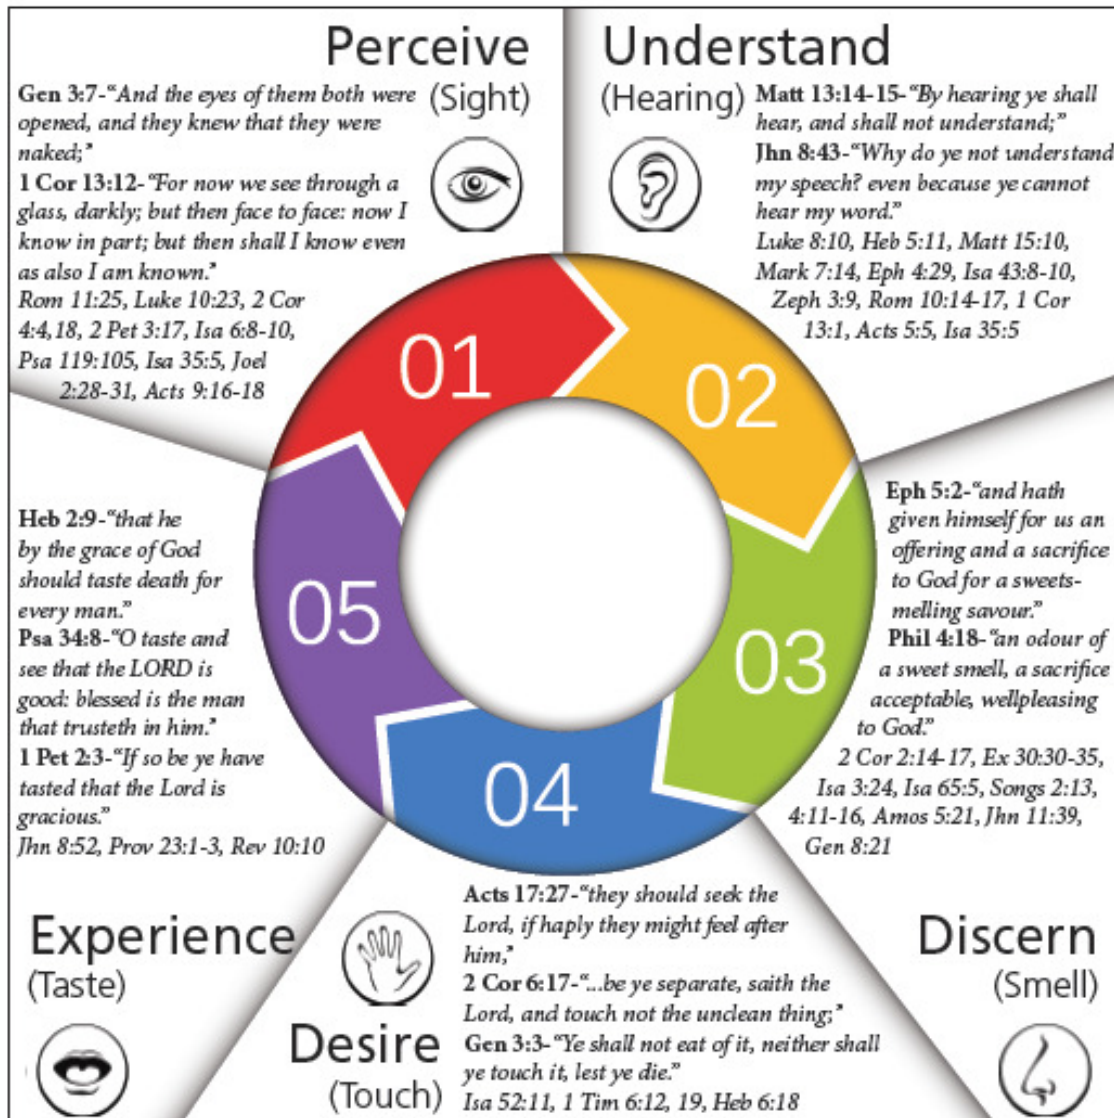 Perceive
(Sight)
Gen 3:7-“And the eyes of them both were
opened, and they knew that they were
naked;”
1 Cor 13:12-“For now we see through a
glass, darkly; but then face to face: now I
know in part; but then shall I know even
as also I am known.”
Rom 11:25, Luke 10:23, 2 Cor
4:4,18, 2 Pet 3:17, Isa 6:8-10,
Psa 119:105, Isa 35:5, Joel
2:28-31, Acts 9:16-18
Understand
(Hearing)
Matt 13:14-15-“By hearing ye shall
hear, and shall not understand;”
Jhn 8:43-“Why do ye not understand
my speech? even because ye cannot
hear my word.”
Luke 8:10, Heb 5:11, Matt 15:10,
Mark 7:14, Eph 4:29, Isa 43:8-10,
Zeph 3:9, Rom 10:14-17, 1 Cor
13:1, Acts 5:5, Isa 35:5
01
02
03
04
05
Eph 5:2-“and hath
given himself for us an
offering and a sacrifice
to God for a sweets-
melling savour.”
Phil 4:18-“an odour of
a sweet smell, a sacrifice
acceptable, wellpleasing
to God.”
2 Cor 2:14-17, Ex 30:30-35,
Isa 3:24, Isa 65:5, Songs 2:13,
4:11-16, Amos 5:21, Jhn 11:39,
Gen 8:21
Discern
(Smell)
Acts 17:27-“they should seek the
Lord, if haply they might feel after
him,”
2 Cor 6:17-“...be ye separate, saith the
Lord, and touch not the unclean thing;”
Gen 3:3-“Ye shall not eat of it, neither shall
ye touch it, lest ye die.”
Isa 52:11, 1 Tim 6:12, 19, Heb 6:18
Desire
(Touch)
Heb 2:9-“that he
by the grace of God
should taste death for
every man.”
Psa 34:8-“O taste and
see that the LORD is
good: blessed is the man
that trusteth in him.”
1 Pet 2:3-“If so be ye have
tasted that the Lord is
gracious.”
Jhn 8:52, Prov 23:1-3, Rev 10:10
Experience
(Taste)